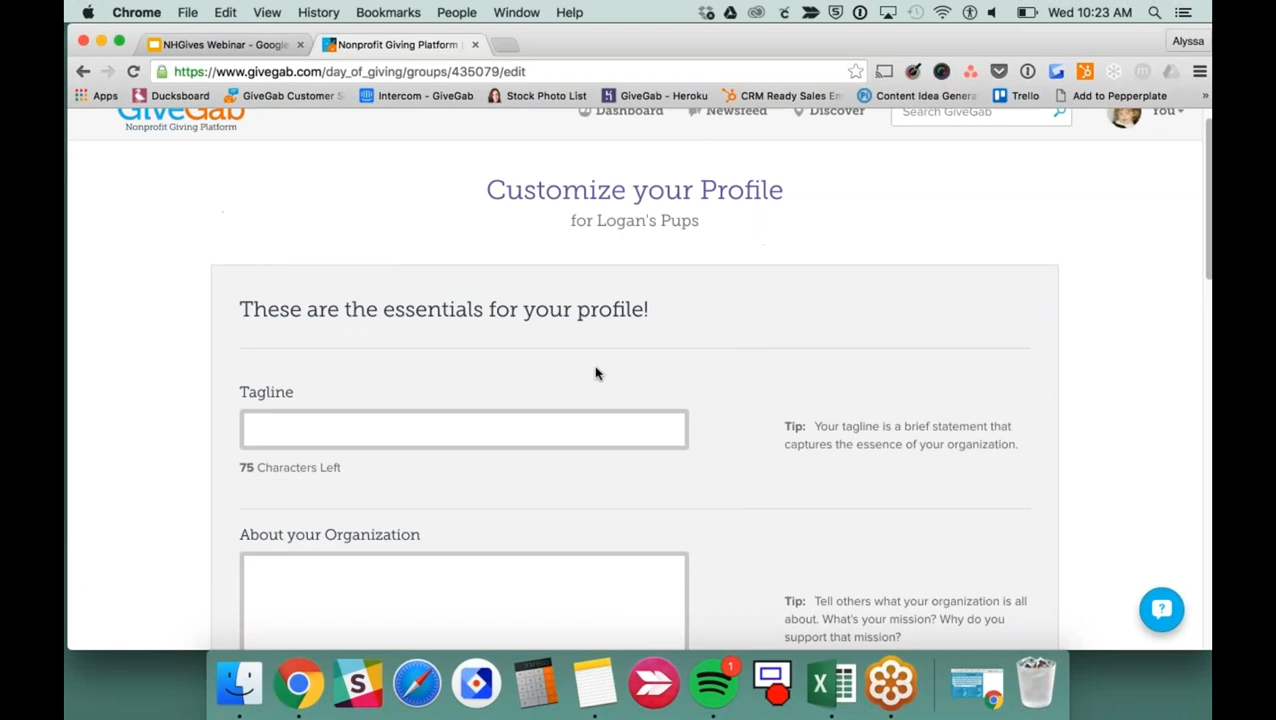 Chrome File Edit View History Bookmarks People Window Help Wed 10:23 AM
NHGives Webinar - Google
Nonprofit Giving Platform
Alyssa
https://www.givegab.com/day_of_giving/groups/435079/edit
Apps Ducksboard GiveGab Customer S Intercom - GiveGab Stock Photo List GiveGab - Heroku CRM Ready Sales Em Content Idea Genera Trello Add to Pepperplate »
GiveGab
Nonprofit Giving Platform
Dashboard Newsfeed Discover Search GiveGab You
Customize your Profile
for Logan's Pups
These are the essentials for your profile!
Tagline
Tip: Your tagline is a brief statement that
captures the essence of your organization.
75 Characters Left
About your Organization
Tip: Tell others what your organization is all
about. What's your mission? Why do you
support that mission?
1